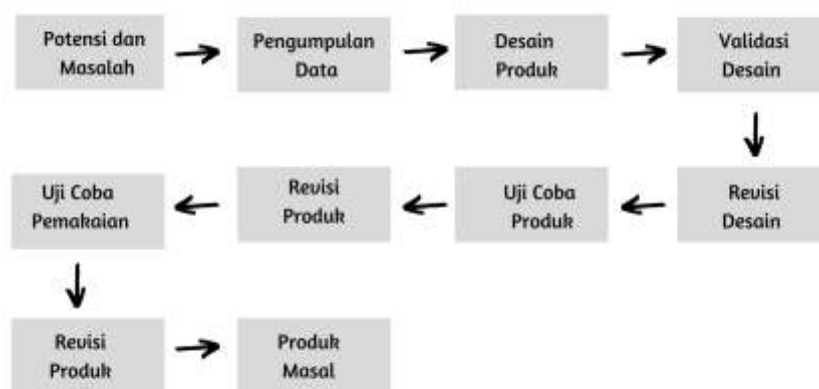 Potensi dan
Masalah
Pengumpulan
Data
Desain
Produk
Validasi
Desain
Revisi
Desain
Uji Coba
Produk
Revisi
Produk
Uji Coba
Pemakaian
Revisi
Produk
Produk
Masal